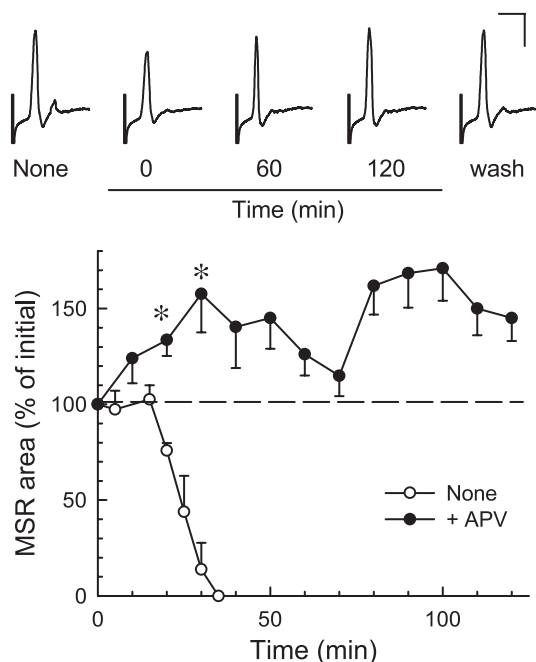 None 0 60 120 wash
Time (min)
* *
MSR area (% of initial)
150
100
50
0
None
+ APV
0 50 100
Time (min)